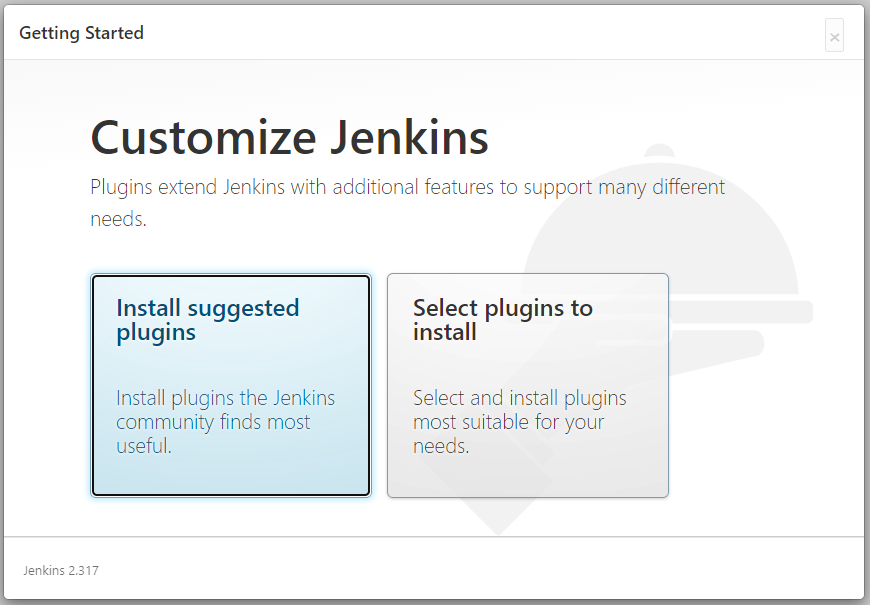 Getting Started
×
Customize Jenkins
Plugins extend Jenkins with additional features to support many different
needs.
Install suggested
plugins
Install plugins the Jenkins
community finds most
useful.
Select plugins to
install
Select and install plugins
most suitable for your
needs.
Jenkins 2.317